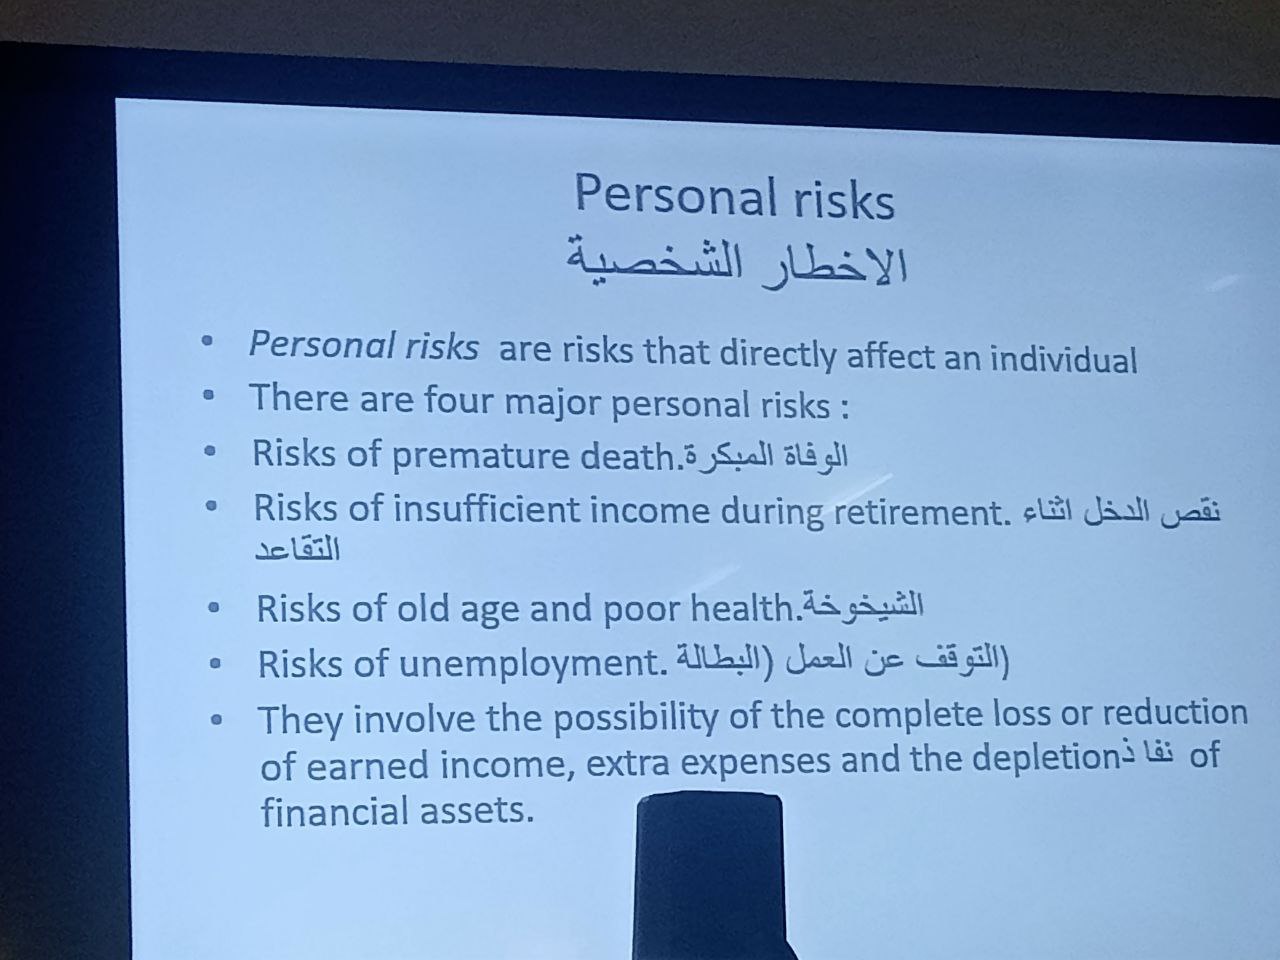 Personal risks
الاخطار الشخصية
• Personal risks are risks that directly affect an individual
• There are four major personal risks :
• Risks of premature death.الوفاة المبكرة
• Risks of insufficient income during retirement. نقص الدخل اثناء
التقاعد
• Risks of old age and poor health.الشيخوخة
• Risks of unemployment. التوقف عن العمل (البطالة)
• They involve the possibility of the complete loss or reduction
of earned income, extra expenses and the depletionنفاذ of
financial assets.